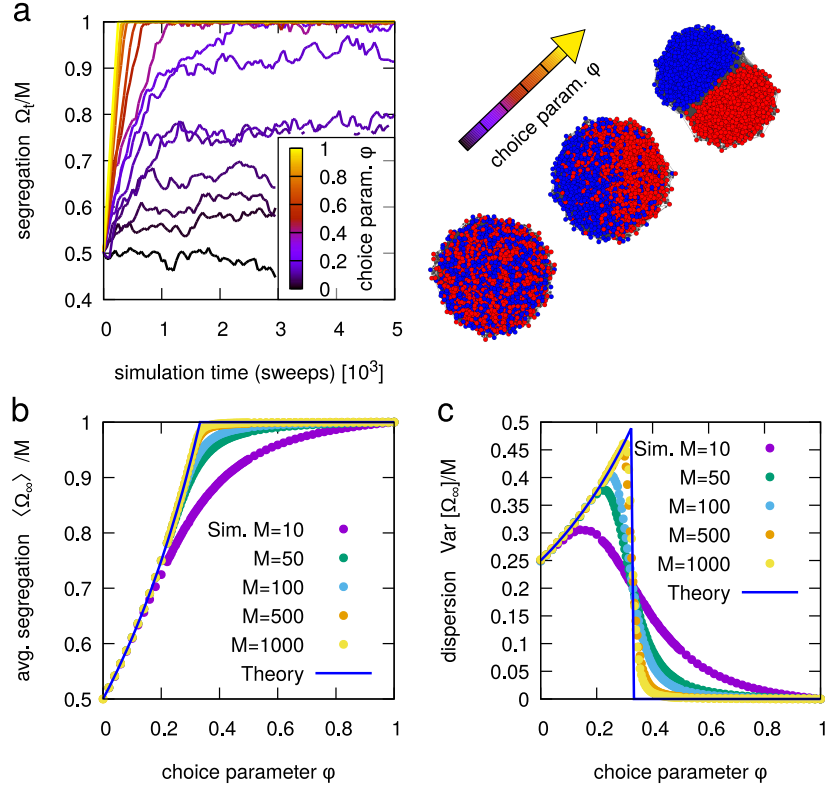 a
segregation Ω_t/M
1
0.9
0.8
0.7
0.6
0.5
0.4
0
1
2
3
4
5
simulation time (sweeps) [10³]
1
0.8
0.6
0.4
0.2
0
choice param. φ
choice param. φ
b
avg. segregation ⟨Ω∞⟩ /M
1
0.9
0.8
0.7
0.6
0.5
Sim. M=10
M=50
M=100
M=500
M=1000
Theory
0
0.2
0.4
0.6
0.8
1
choice parameter φ
c
dispersion Var [Ω∞]/M
0.5
0.45
0.4
0.35
0.3
0.25
0.2
0.15
0.1
0.05
0
Sim. M=10
M=50
M=100
M=500
M=1000
Theory
0
0.2
0.4
0.6
0.8
1
choice parameter φ